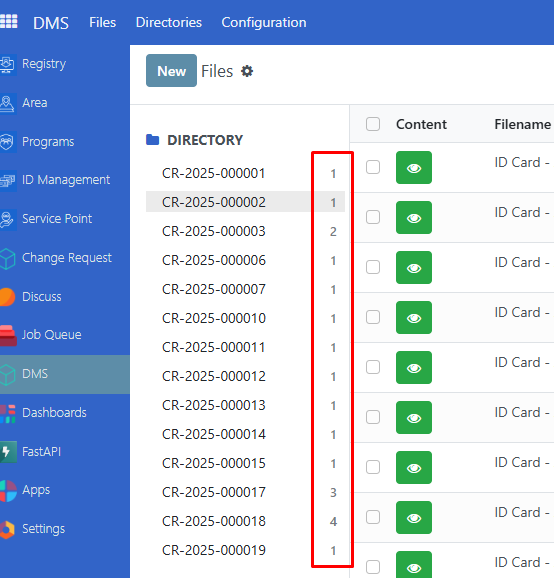 DMS Files Directories Configuration
Registry
Area
Programs
ID Management
Service Point
Change Request
Discuss
Job Queue
DMS
Dashboards
FastAPI
Apps
Settings
New Files
DIRECTORY
CR-2025-000001 1
CR-2025-000002 1
CR-2025-000003 2
CR-2025-000006 1
CR-2025-000007 1
CR-2025-000010 1
CR-2025-000011 1
CR-2025-000012 1
CR-2025-000013 1
CR-2025-000014 1
CR-2025-000015 1
CR-2025-000017 3
CR-2025-000018 4
CR-2025-000019 1
Content Filename
ID Card -
ID Card -
ID Card -
ID Card -
ID Card -
ID Card -
ID Card -
ID Card -
ID Card -